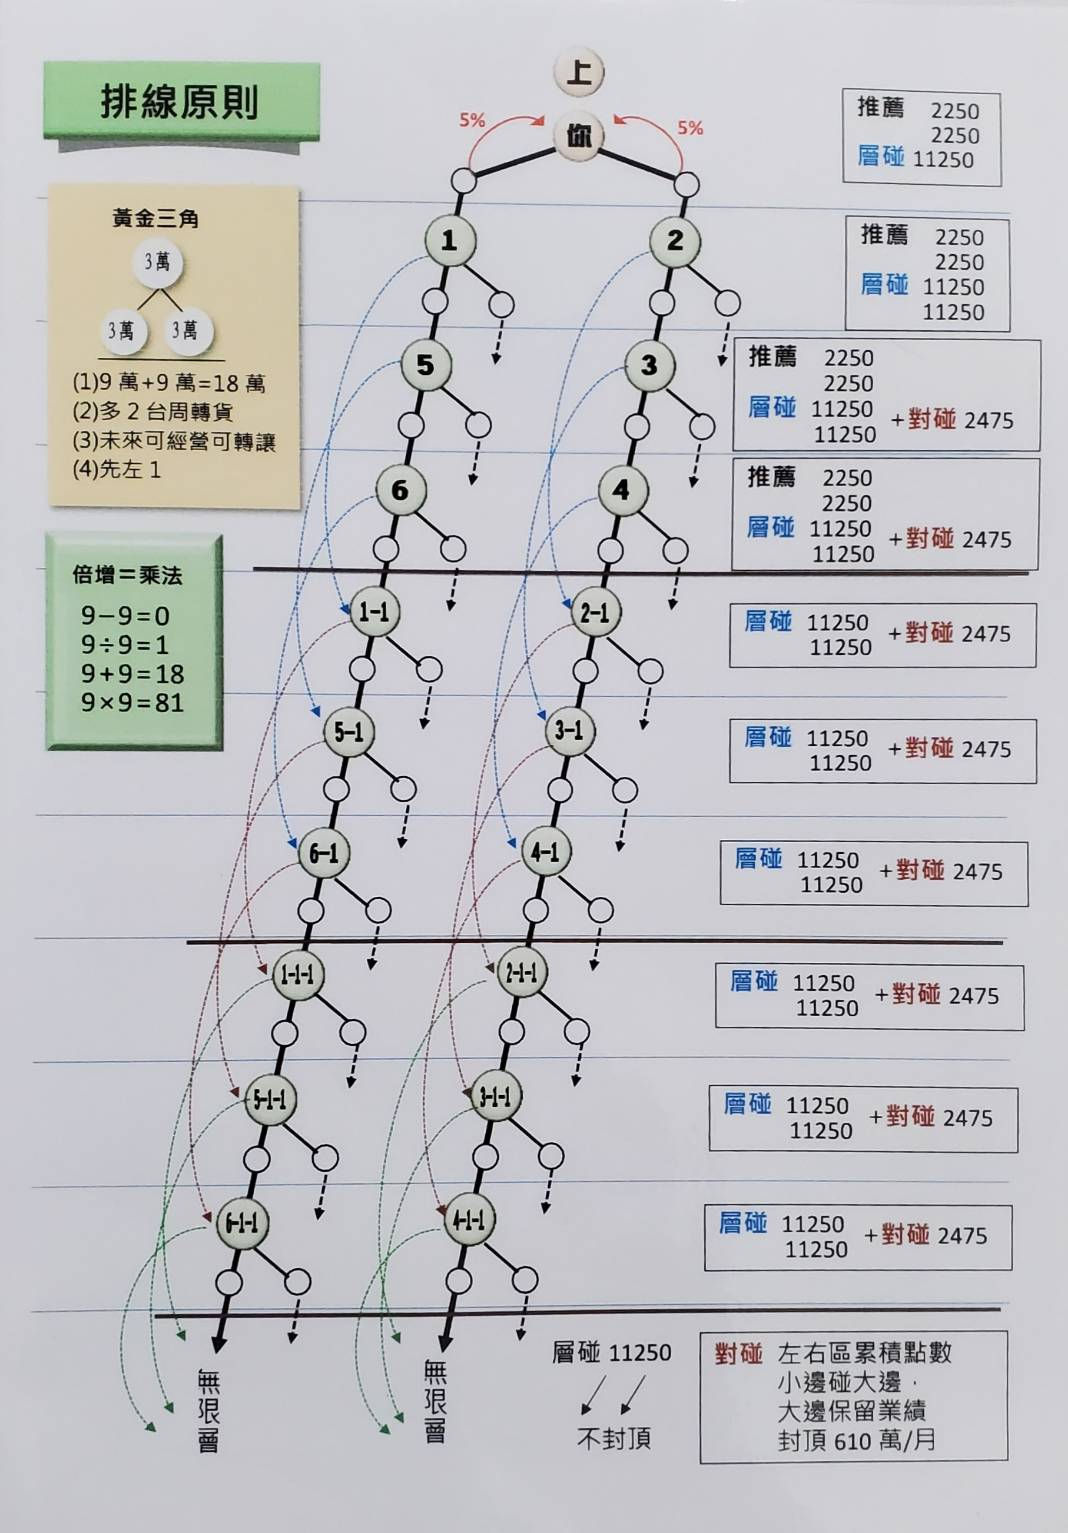 排線原則
上
你
5%
5%
推薦 2250
2250
層碰 11250
黃金三角
3 萬
3 萬
3 萬
(1)9 萬+9 萬=18 萬
(2)多 2 台周轉貨
(3)未來可經營可轉讓
(4)先左 1
1
2
推薦 2250
2250
層碰 11250
11250
5
3
推薦 2250
2250
層碰 11250
11250
+對碰 2475
6
4
推薦 2250
2250
層碰 11250
11250
+對碰 2475
倍增=乘法
9-9=0
9÷9=1
9+9=18
9×9=81
1-1
2-1
層碰 11250
11250
+對碰 2475
5-1
3-1
層碰 11250
11250
+對碰 2475
6-1
4-1
層碰 11250
11250
+對碰 2475
1-1-1
2-1-1
層碰 11250
11250
+對碰 2475
5-1-1
3-1-1
層碰 11250
11250
+對碰 2475
6-1-1
4-1-1
層碰 11250
11250
+對碰 2475
無限層
無限層
層碰 11250
不封頂
對碰 左右區累積點數
小邊碰大邊，
大邊保留業績
封頂 610 萬/月